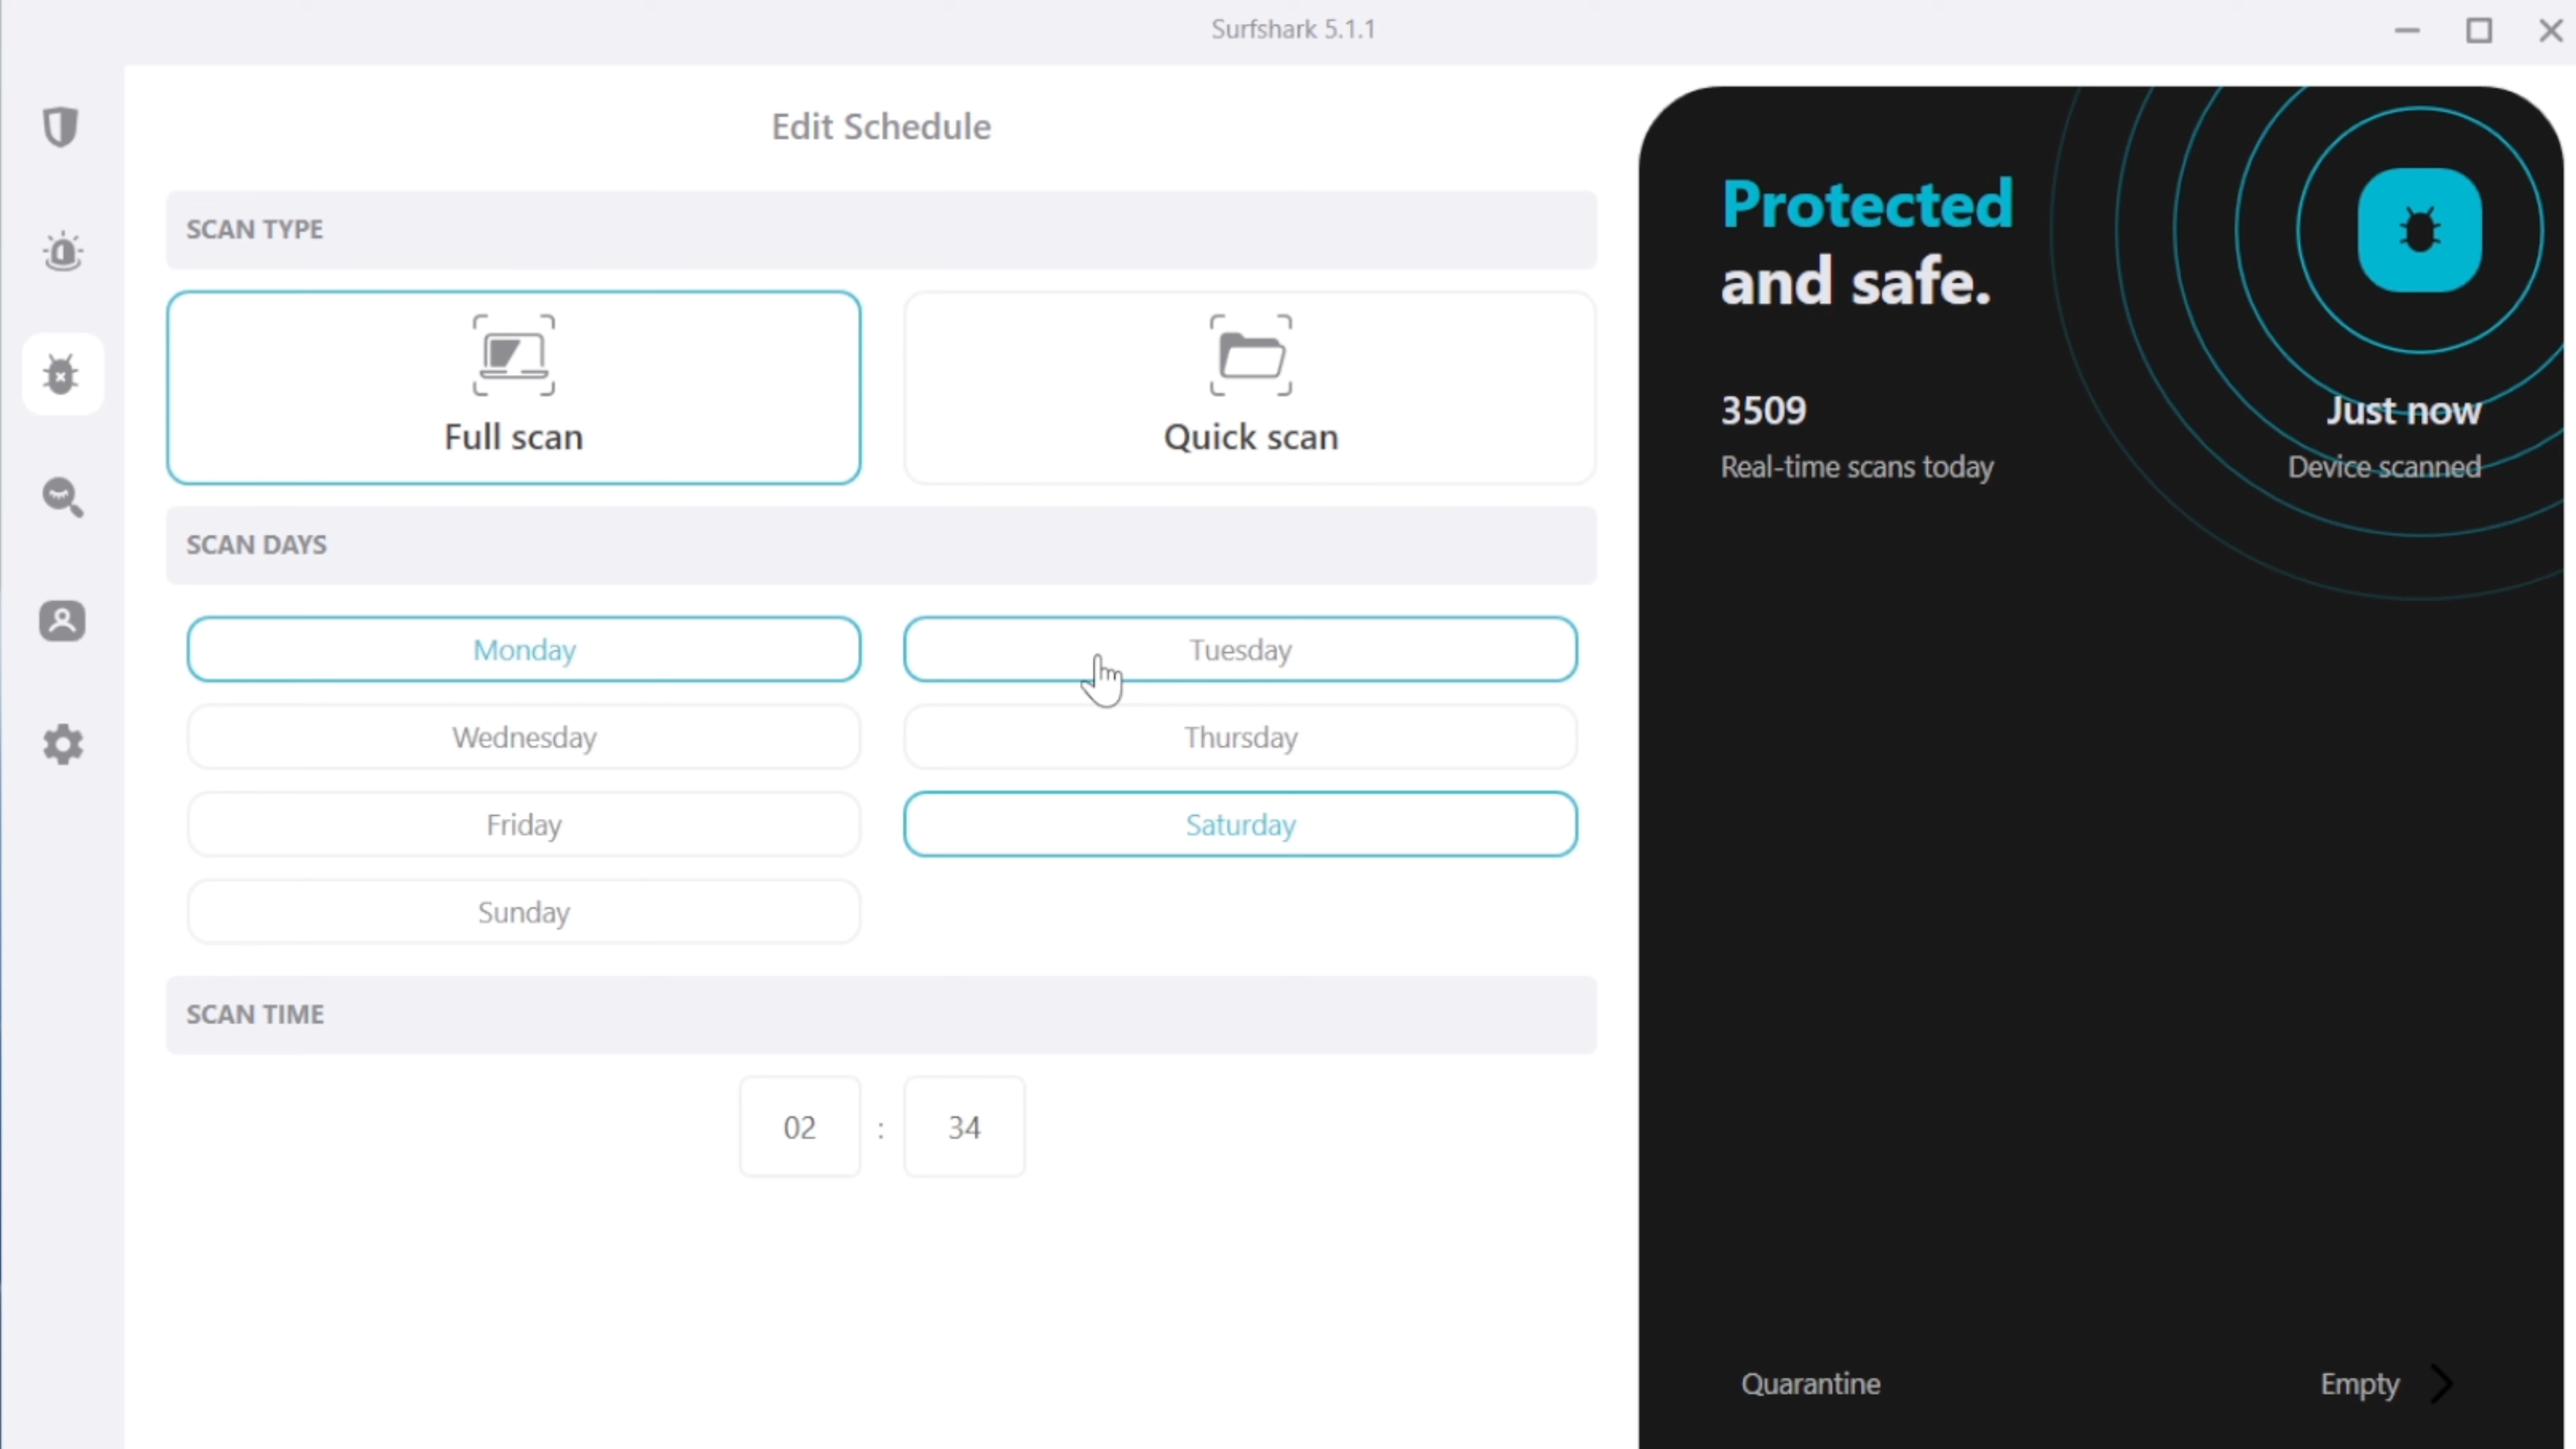 Surfshark 5.1.1
Edit Schedule
SCAN TYPE
Full scan
Quick scan
SCAN DAYS
Monday
Tuesday
Wednesday
Thursday
Friday
Saturday
Sunday
SCAN TIME
02 : 34
Protected
and safe.
3509
Just now
Real-time scans today
Device scanned
Quarantine
Empty